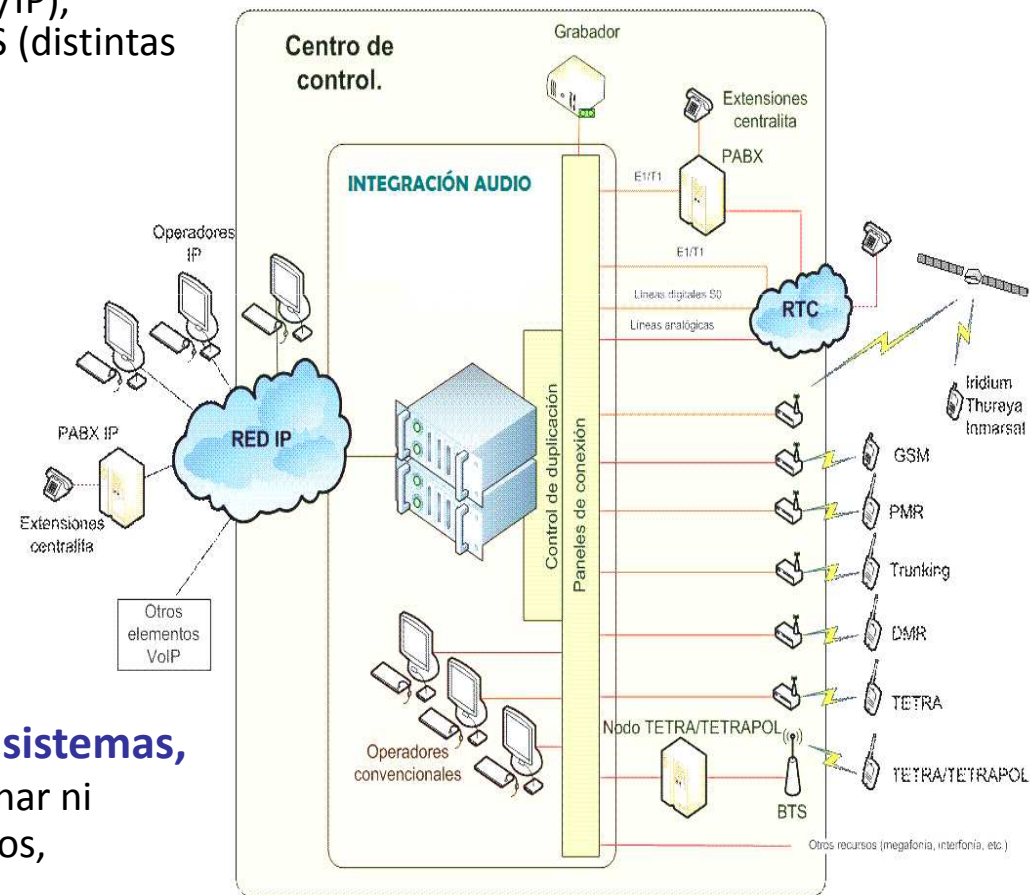 /IP),
S (distintas
Centro de
control.
Grabador
Extensiones
centralita
PABX
INTEGRACIÓN AUDIO
E1/T1
Operadores
IP
E1/T1
Líneas digitales S0
RTC
Líneas analógicas
Iridium
Thuraya
Inmarsat
PABX IP
RED IP
Control de duplicación
Paneles de conexión
GSM
PMR
Extensiones
centralita
Trunking
Otros
elementos
VoIP
DMR
TETRA
sistemas,
Operadores
convencionales
Nodo TETRA/TETRAPOL
TETRA/TETRAPOL
nar ni
BTS
os,
Otros recursos (megafonía, interfonía, etc.)